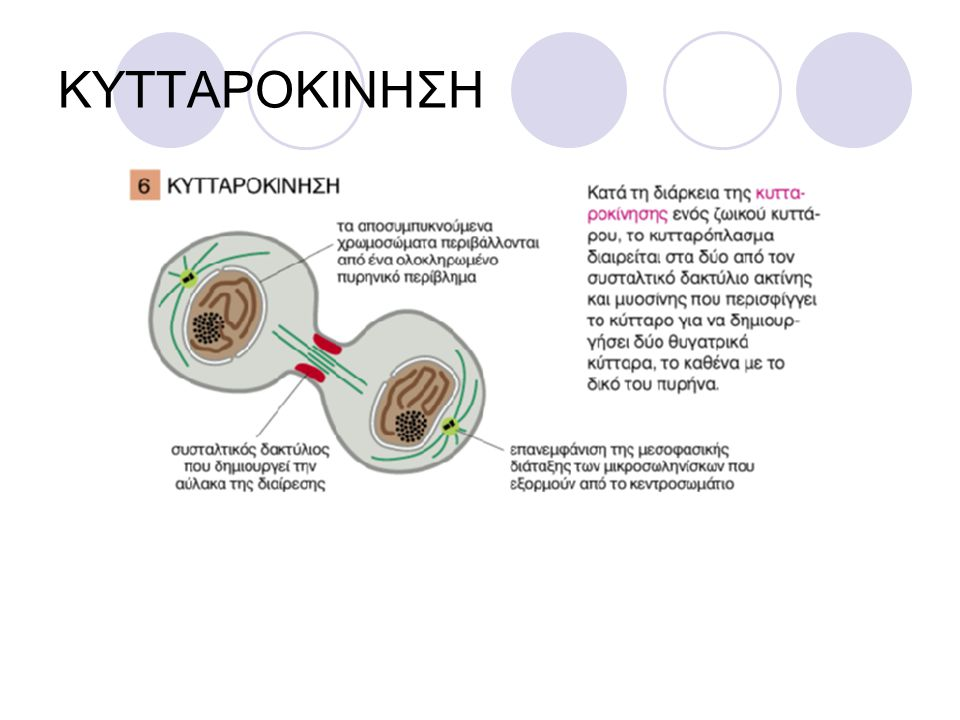 ΚΥΤΤΑΡΟΚΙΝΗΣΗ
6 ΚΥΤΤΑΡΟΚΙΝΗΣΗ
τα αποσυμπυκνούμενα
χρωμοσώματα περιβάλλονται
από ένα ολοκληρωμένο
πυρηνικό περίβλημα
Κατά τη διάρκεια της κυττα-
ροκίνησης ενός ζωικού κυττά-
ρου, το κυτταρόπλασμα
διαιρείται στα δύο από τον
συσταλτικό δακτύλιο ακτίνης
και μυοσίνης που περισφίγγει
το κύτταρο για να δημιουρ-
γήσει δύο θυγατρικά
κύτταρα, το καθένα με το
δικό του πυρήνα.
συσταλτικός δακτύλιος
που δημιουργεί την
αύλακα της διαίρεσης
επανεμφάνιση της μεσοφασικής
διάταξης των μικροσωληνίσκων που
εξορμούν από το κεντροσωμάτιο